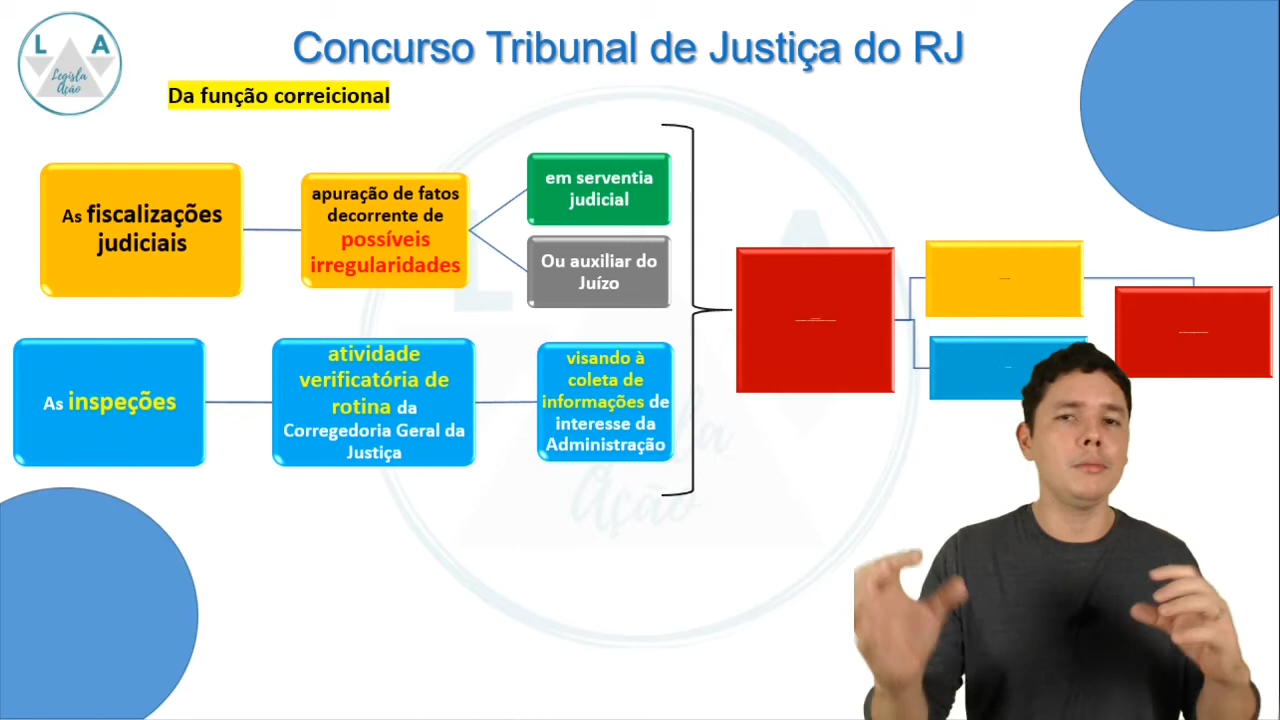 L A
Legisla
Ação
Concurso Tribunal de Justiça do RJ
Da função correicional
As fiscalizações
judiciais
apuração de fatos
decorrente de
possíveis
irregularidades
em serventia
judicial
Ou auxiliar do
Juízo
As inspeções
atividade
verificatória de
rotina da
Corregedoria Geral da
Justiça
visando à
coleta de
informações de
interesse da
Administração